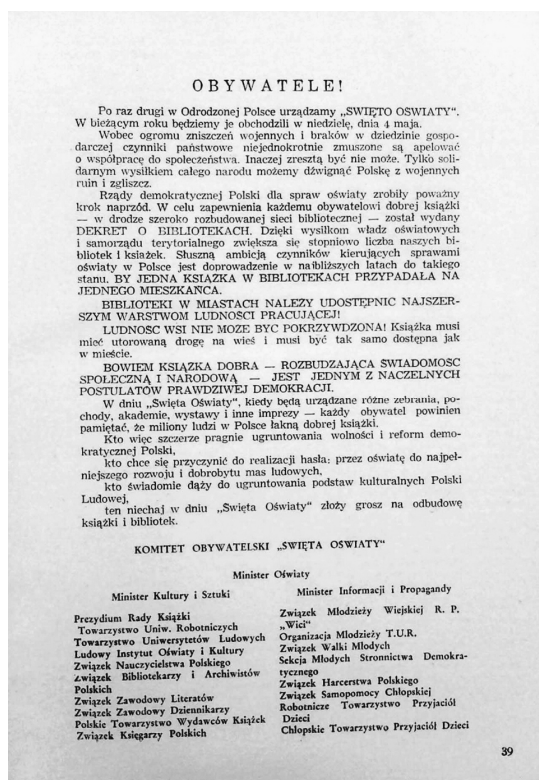 OBYWATELE!
Po raz drugi w Odrodzonej Polsce urządzamy „SWIĘTO OSWIATY“.
W bieżącym roku będziemy je obchodzili w niedzielę, dnia 4 maja.
Wobec ogromu zniszczeń wojennych i braków w dziedzinie gospo-
darczej czynniki państwowe niejednokrotnie zmuszone są apelować
o współpracę do społeczeństwa. Inaczej zresztą być nie może. Tylko soli-
darnym wysiłkiem całego narodu możemy dźwignąć Polskę z wojennych
ruin i zgliszcz.
Rządy demokratycznej Polski dla spraw oświaty zrobiły poważny
krok naprzód. W celu zapewnienia każdemu obywatelowi dobrej książki
— w drodze szeroko rozbudowanej sieci bibliotecznej — został wydany
DEKRET O BIBLIOTEKACH. Dzięki wysiłkom władz oświatowych
i samorządu terytorialnego zwiększa się stopniowo liczba naszych bi-
bliotek i książek. Słuszną ambicją czynników kierujących sprawami
oświaty w Polsce jest doprowadzenie w najbliższych latach do takiego
stanu. BY JEDNA KSIĄŻKA W BIBLIOTEKACH PRZYPADAŁA NA
JEDNEGO MIESZKAŃCA.
BIBLIOTEKI W MIASTACH NALEŻY UDOSTĘPNIC NAJSZER-
SZYM WARSTWOM LUDNOŚCI PRACUJĄCEJ!
LUDNOSC WSI NIE MOŻE BYC POKRZYWDZONA! Książka musi
mieć utorowaną drogę na wieś i musi być tak samo dostępna jak
w mieście.
BOWIEM KSIĄŻKA DOBRA — ROZBUDZAJĄCA SWIADOMOSC
SPOŁECZNĄ I NARODOWĄ — JEST JEDNYM Z NACZELNYCH
POSTULATÓW PRAWDZIWEJ DEMOKRACJI.
W dniu „Święta Oświaty“, kiedy będą urządzane różne zebrania, po-
chody, akademie, wystawy i inne imprezy — każdy obywatel powinien
pamiętać, że miliony ludzi w Polsce łakną dobrej książki.
Kto więc szczerze pragnie ugruntowania wolności i reform demo-
kratycznej Polski,
kto chce się przyczynić do realizacji hasła: przez oświatę do najpeł-
niejszego rozwoju i dobrobytu mas ludowych,
kto świadomie dąży do ugruntowania podstaw kulturalnych Polski
Ludowej,
ten niechaj w dniu „Święta Oświaty“ złoży grosz na odbudowę
książki i bibliotek.
KOMITET OBYWATELSKI „SWIĘTA OSWIATY“
Minister Oświaty
Minister Kultury i Sztuki
Prezydium Rady Książki
Towarzystwo Uniw. Robotniczych
Towarzystwo Uniwersytetów Ludowych
Ludowy Instytut Oświaty i Kultury
Związek Nauczycielstwa Polskiego
Związek Bibliotekarzy i Archiwistów
Polskich
Związek Zawodowy Literatów
Związek Zawodowy Dziennikarzy
Polskie Towarzystwo Wydawców Książek
Związek Księgarzy Polskich
Minister Informacji i Propagandy
Związek Młodzieży Wiejskiej R. P.
„Wici“
Organizacja Młodzieży T.U.R.
Związek Walki Młodych
Sekcja Młodych Stronnictwa Demokra-
tycznego
Związek Harcerstwa Polskiego
Związek Samopomocy Chłopskiej
Robotnicze Towarzystwo Przyjaciół
Dzieci
Chłopskie Towarzystwo Przyjaciół Dzieci
39